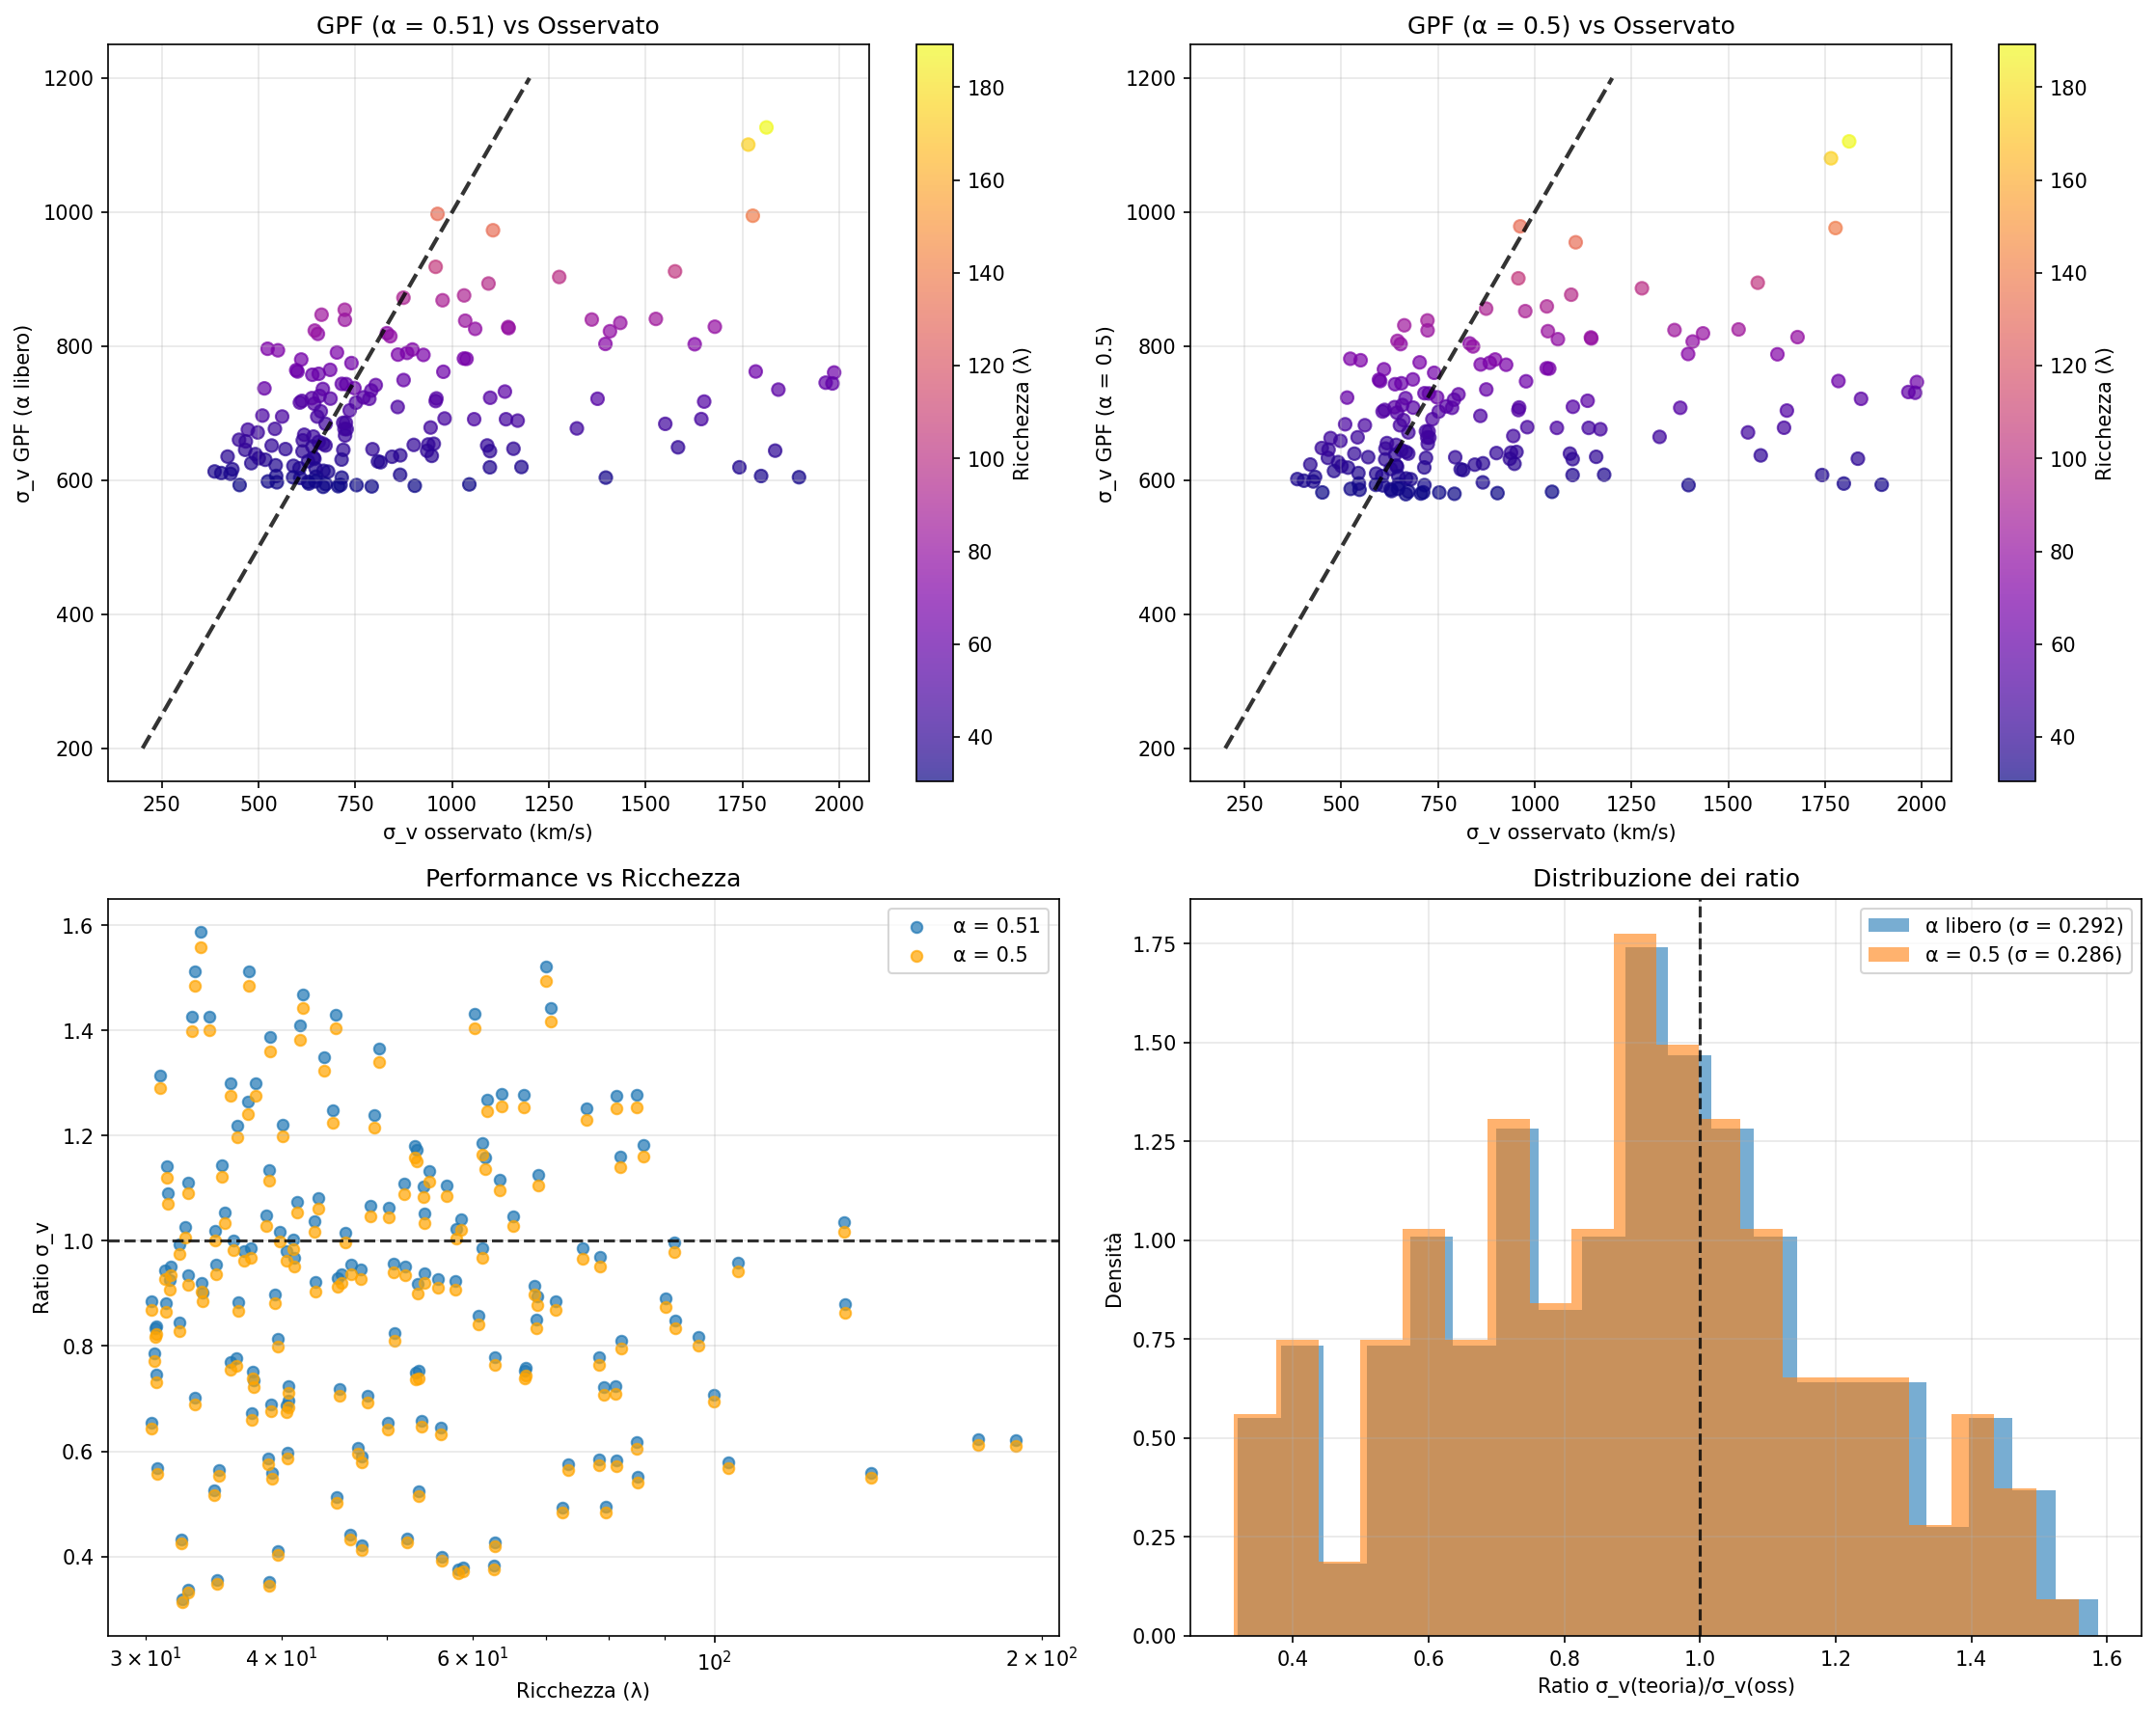 GPF (α = 0.51) vs Osservato
σ_v GPF (α libero)
1200
1000
800
600
400
200
250 500 750 1000 1250 1500 1750 2000
σ_v osservato (km/s)
180
160
140
120
100
80
60
40
Ricchezza (λ)
GPF (α = 0.5) vs Osservato
σ_v GPF (α = 0.5)
1200
1000
800
600
400
200
250 500 750 1000 1250 1500 1750 2000
σ_v osservato (km/s)
180
160
140
120
100
80
60
40
Ricchezza (λ)
Performance vs Ricchezza
Ratio σ_v
1.6
1.4
1.2
1.0
0.8
0.6
0.4
α = 0.51
α = 0.5
3 × 10¹ 4 × 10¹ 6 × 10¹ 10² 2 × 10²
Ricchezza (λ)
Distribuzione dei ratio
Densità
1.75
1.50
1.25
1.00
0.75
0.50
0.25
0.00
α libero (σ = 0.292)
α = 0.5 (σ = 0.286)
0.4 0.6 0.8 1.0 1.2 1.4 1.6
Ratio σ_v(teoria)/σ_v(oss)